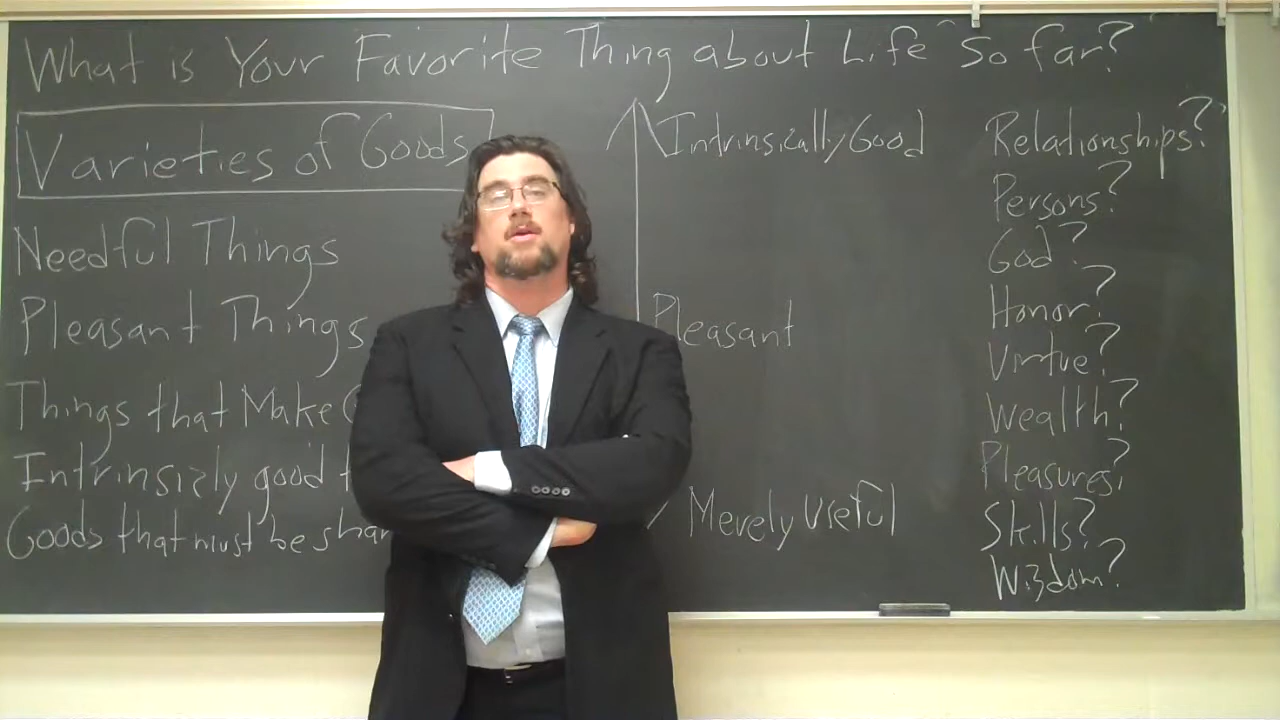 What is Your Favorite Thing about Life So far?
Varieties of Goods
Needful Things
Pleasant Things
Things that Make
Intrinsizly good
Goods that must be shar
Intrinsically Good
Pleasant
Merely Useful
Relationships?
Persons?
God?
Honor?
Virtue?
Wealth?
Pleasures?
Skills?
Wizdom?